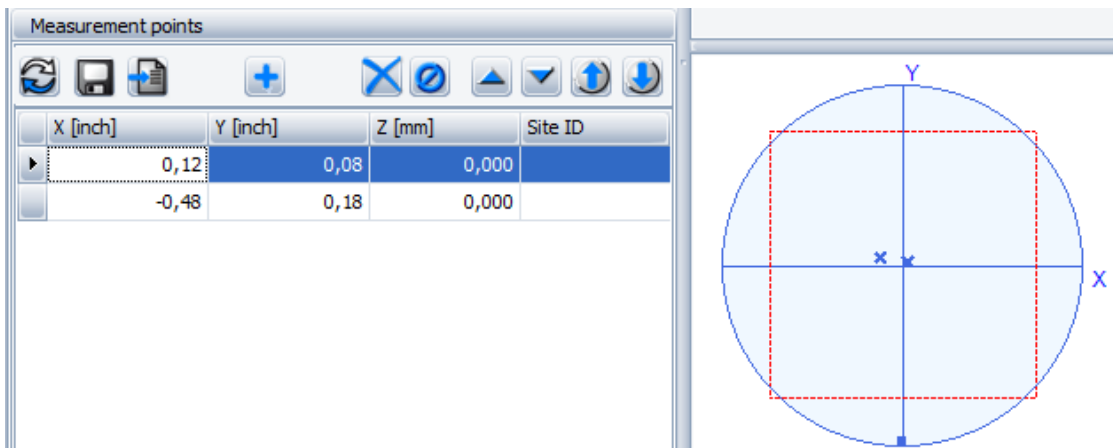 Measurement points
X [inch] Y [inch] Z [mm] Site ID
0,12 0,08 0,000
-0,48 0,18 0,000
Y
X